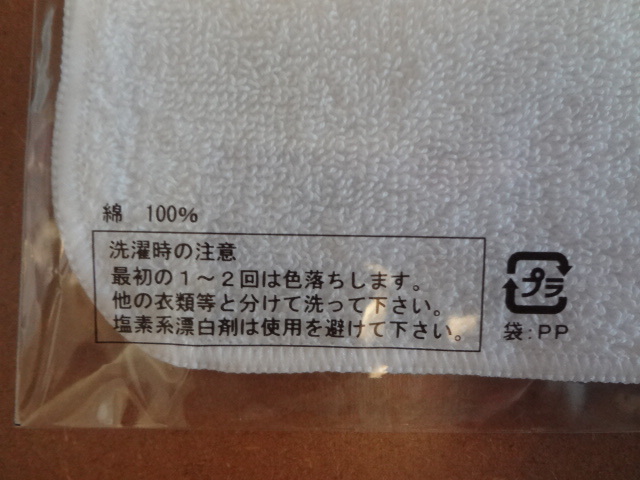 綿 100%
洗濯時の注意
最初の1～2回は色落ちします。
他の衣類等と分けて洗って下さい。
塩素系漂白剤は使用を避けて下さい。
プラ
袋:PP